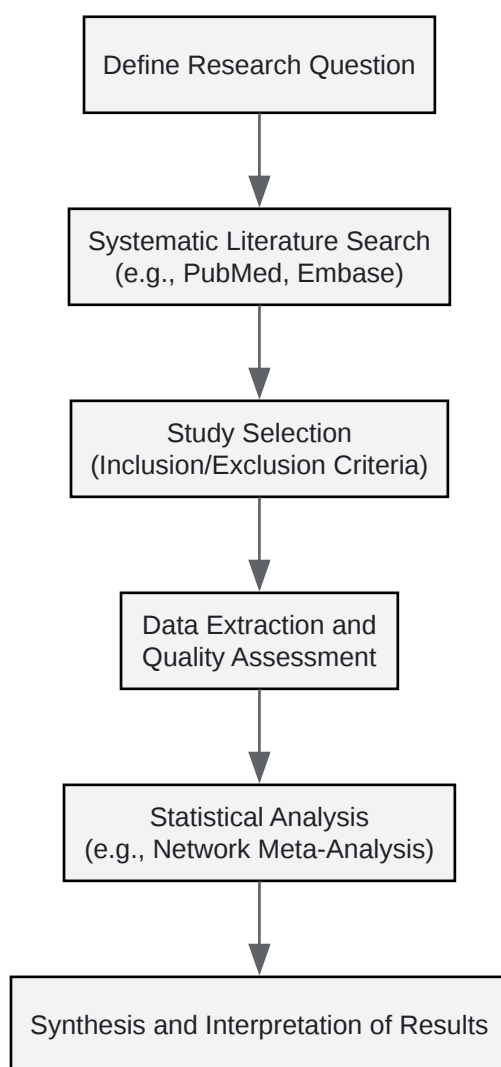 Define Research Question
Systematic Literature Search
(e.g., PubMed, Embase)
Study Selection
(Inclusion/Exclusion Criteria)
Data Extraction and
Quality Assessment
Statistical Analysis
(e.g., Network Meta-Analysis)
Synthesis and Interpretation of Results